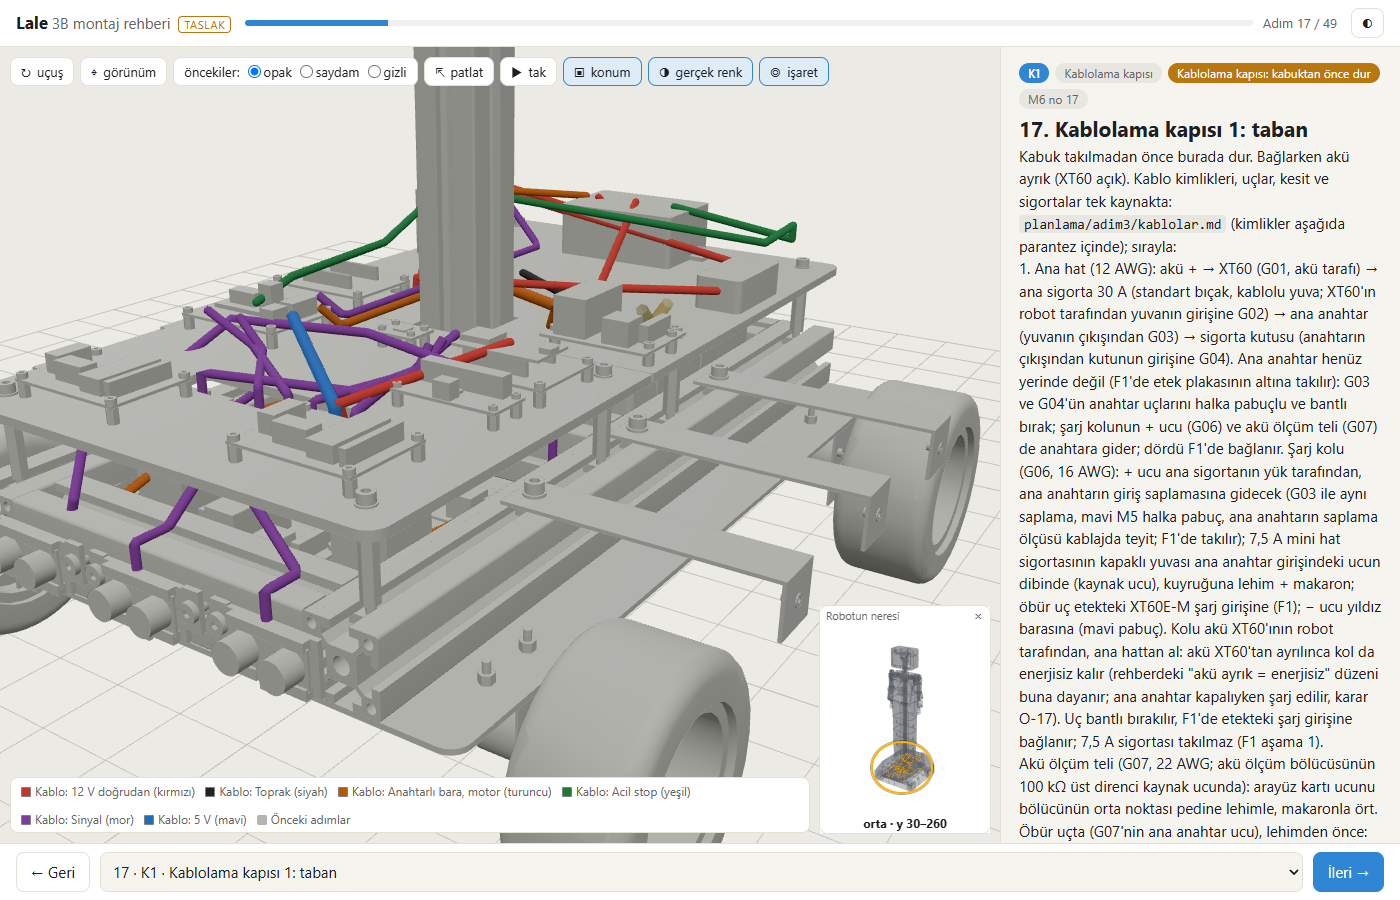 Lale 3B montaj rehberi TASLAK
Adım 17 / 49
◐
↻ uçuş
⌖ görünüm
öncekiler: opak saydam gizli
↸ patlat
▶ tak
▣ konum
◑ gerçek renk
◎ işaret
K1 Kablolama kapısı Kablolama kapısı: kabuktan önce dur
M6 no 17
17. Kablolama kapısı 1: taban
Kabuk takılmadan önce burada dur. Bağlarken akü
ayrık (XT60 açık). Kablo kimlikleri, uçlar, kesit ve
sigortalar tek kaynakta:
planlama/adim3/kablolar.md (kimlikler aşağıda
parantez içinde); sırayla:
1. Ana hat (12 AWG): akü + → XT60 (G01, akü tarafı) →
ana sigorta 30 A (standart bıçak, kablolu yuva; XT60'ın
robot tarafından yuvanın girişine G02) → ana anahtar
(yuvanın çıkışından G03) → sigorta kutusu (anahtarın
çıkışından kutunun girişine G04). Ana anahtar henüz
yerinde değil (F1'de etek plakasının altına takılır): G03
ve G04'ün anahtar uçlarını halka pabuçlu ve bantlı
bırak; şarj kolunun + ucu (G06) ve akü ölçüm teli (G07)
de anahtara gider; dördü F1'de bağlanır. Şarj kolu
(G06, 16 AWG): + ucu ana sigortanın yük tarafından,
ana anahtarın giriş saplamasına gidecek (G03 ile aynı
saplama, mavi M5 halka pabuç, ana anahtarın saplama
ölçüsü kablajda teyit; F1'de takılır); 7,5 A mini hat
sigortasının kapaklı yuvası ana anahtar girişindeki ucun
dibinde (kaynak ucu), kuyruğuna lehim + makaron;
öbür uç etekteki XT60E-M şarj girişine (F1); − ucu yıldız
barasına (mavi pabuç). Kolu akü XT60'ının robot
tarafından, ana hattan al: akü XT60'tan ayrılınca kol da
enerjisiz kalır (rehberdeki "akü ayrık = enerjisiz" düzeni
buna dayanır; ana anahtar kapalıyken şarj edilir, karar
O-17). Uç bantlı bırakılır, F1'de etekteki şarj girişine
bağlanır; 7,5 A sigortası takılmaz (F1 aşama 1).
Akü ölçüm teli (G07, 22 AWG; akü ölçüm bölücüsünün
100 kΩ üst direnci kaynak ucunda): arayüz kartı ucunu
bölücünün orta noktası pedine lehimle, makaronla ört.
Öbür uçta (G07'nin ana anahtar ucu), lehimden önce:
Robotun neresi ×
orta · y 30–260
Kablo: 12 V doğrudan (kırmızı) Kablo: Toprak (siyah) Kablo: Anahtarlı bara, motor (turuncu) Kablo: Acil stop (yeşil)
Kablo: Sinyal (mor) Kablo: 5 V (mavi) Önceki adımlar
← Geri
17 · K1 · Kablolama kapısı 1: taban
İleri →